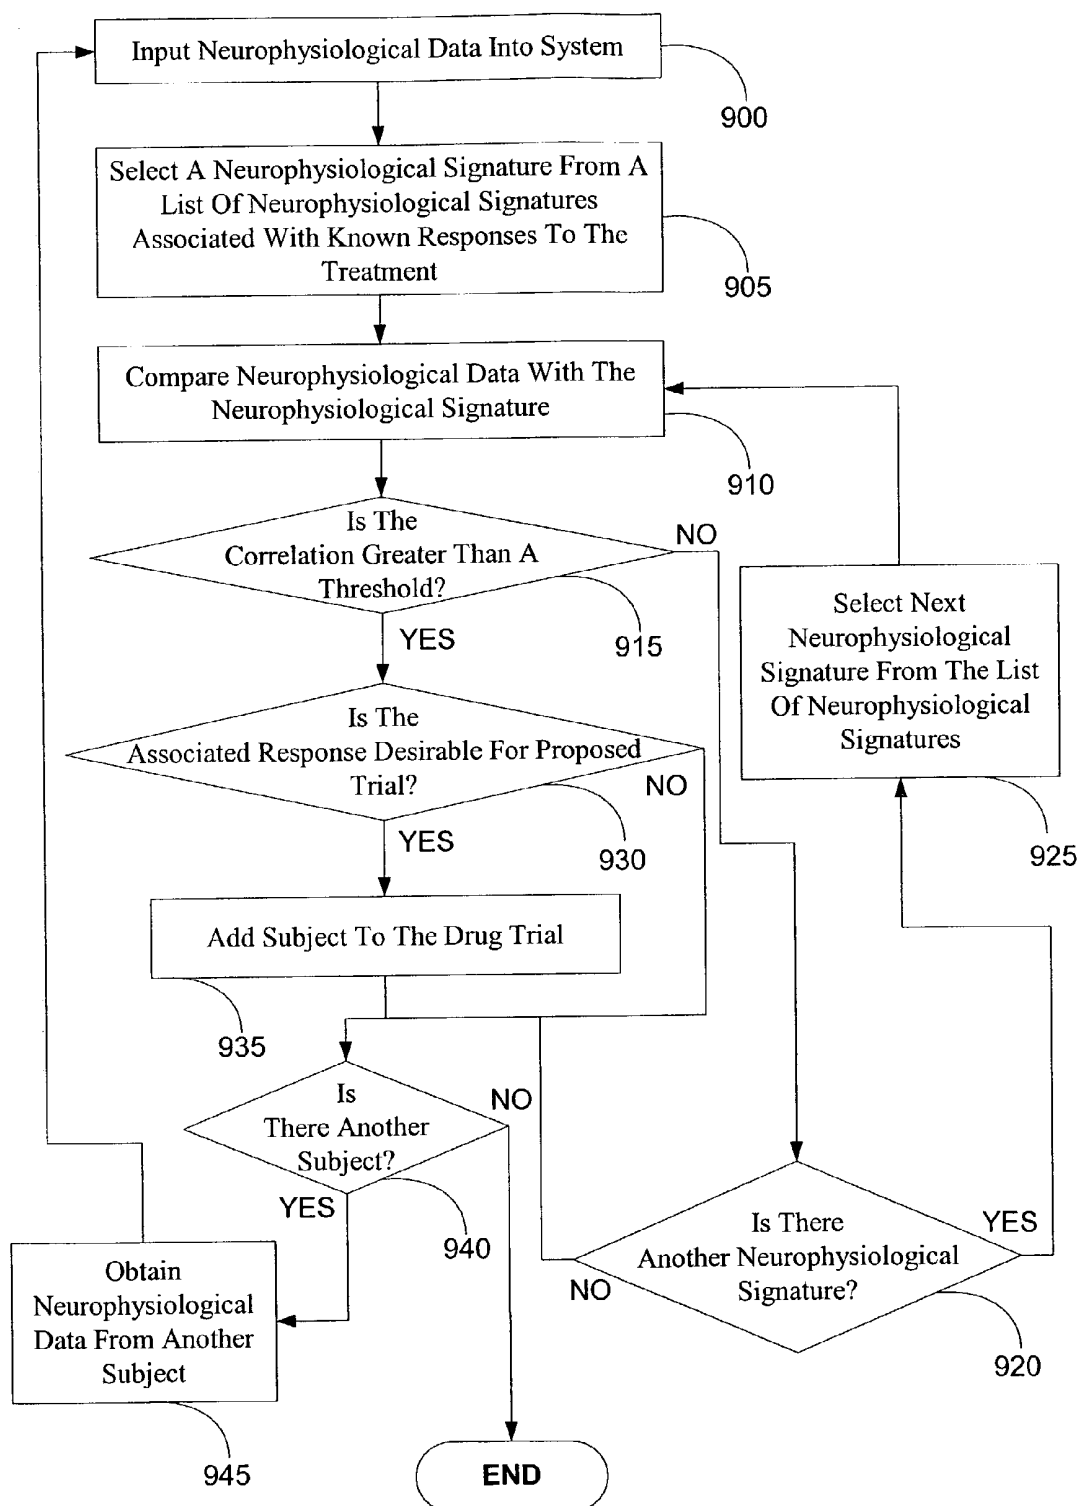 Input Neurophysiological Data Into System
900
Select A Neurophysiological Signature From A
List Of Neurophysiological Signatures
Associated With Known Responses To The
Treatment
905
Compare Neurophysiological Data With The
Neurophysiological Signature
910
Is The
Correlation Greater Than A
Threshold?
NO
YES
915
Select Next
Neurophysiological
Signature From The List
Of Neurophysiological
Signatures
925
Is The
Associated Response Desirable For Proposed
Trial?
NO
YES
930
Add Subject To The Drug Trial
935
Is
There Another
Subject?
NO
YES
940
Is There
Another Neurophysiological
Signature?
YES
NO
920
Obtain
Neurophysiological
Data From Another
Subject
945
END